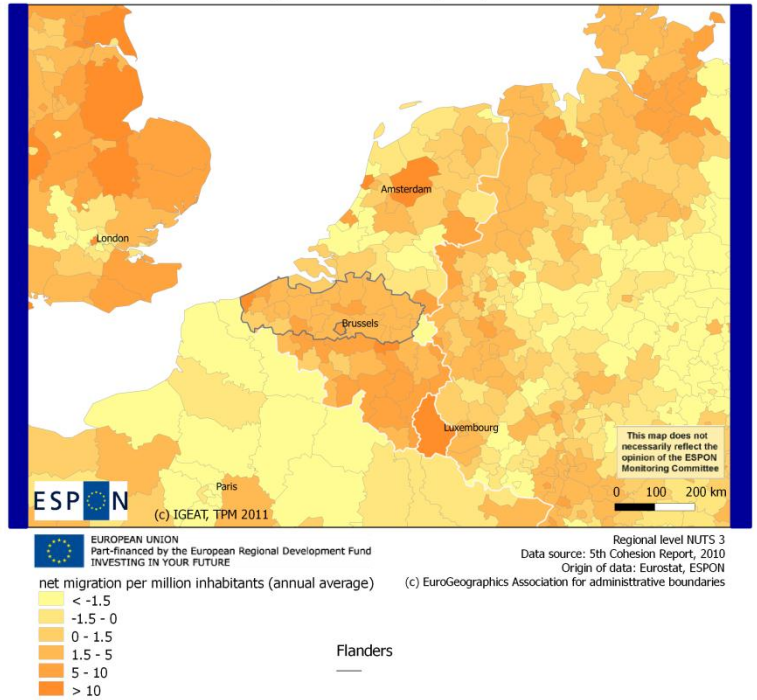 Amsterdam
London
Brussels
Luxembourg
This map does not
necessarily reflect the
opinion of the ESPON
Monitoring Committee
Paris
0 100 200 km
ESPON
(c) IGEAT, TPM 2011
EUROPEAN UNION
Part-financed by the European Regional Development Fund
INVESTING IN YOUR FUTURE
Regional level NUTS 3
Data source: 5th Cohesion Report, 2010
Origin of data: Eurostat, ESPON
(c) EuroGeographics Association for administtrative boundaries
net migration per million inhabitants (annual average)
< -1.5
-1.5 - 0
0 - 1.5
1.5 - 5
5 - 10
> 10
Flanders